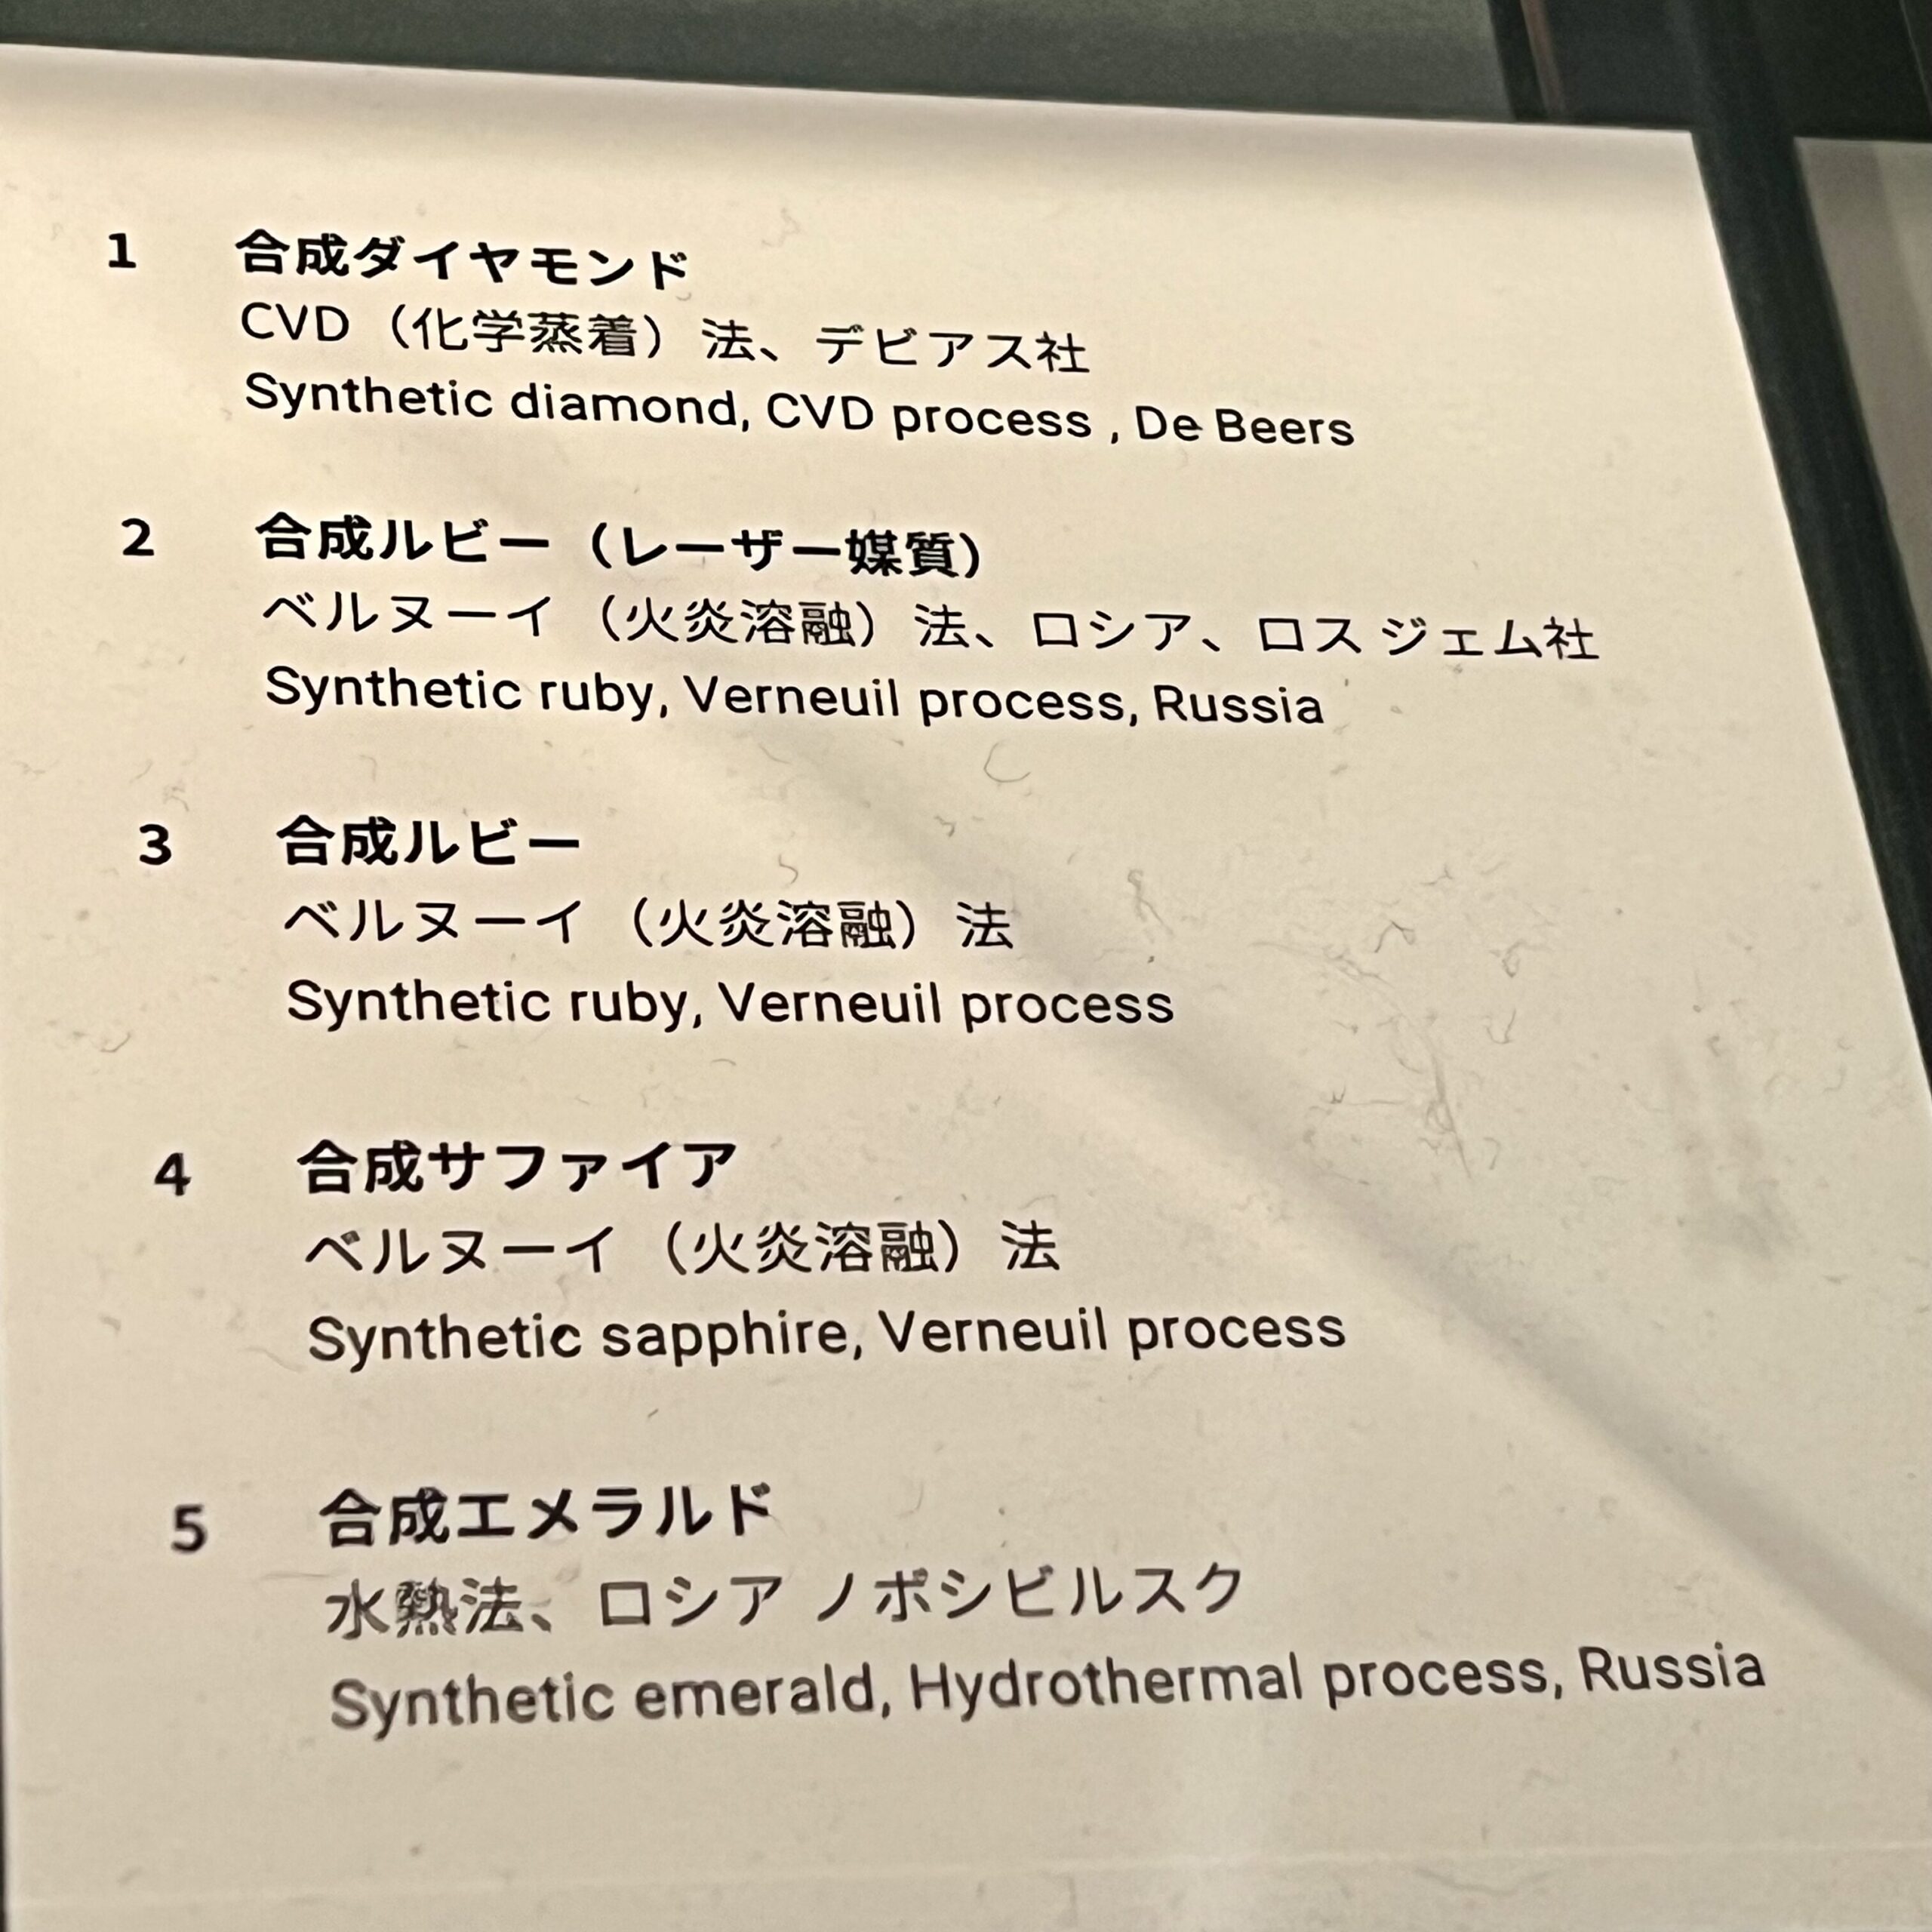 1 合成ダイヤモンド
CVD（化学蒸着）法、デビアス社
Synthetic diamond, CVD process , De Beers
2 合成ルビー（レーザー媒質）
ベルヌーイ（火炎溶融）法、ロシア、ロス ジェム社
Synthetic ruby, Verneuil process, Russia
3 合成ルビー
ベルヌーイ（火炎溶融）法
Synthetic ruby, Verneuil process
4 合成サファイア
ベルヌーイ（火炎溶融）法
Synthetic sapphire, Verneuil process
5 合成エメラルド
水熱法、ロシア ノボシビルスク
Synthetic emerald, Hydrothermal process, Russia